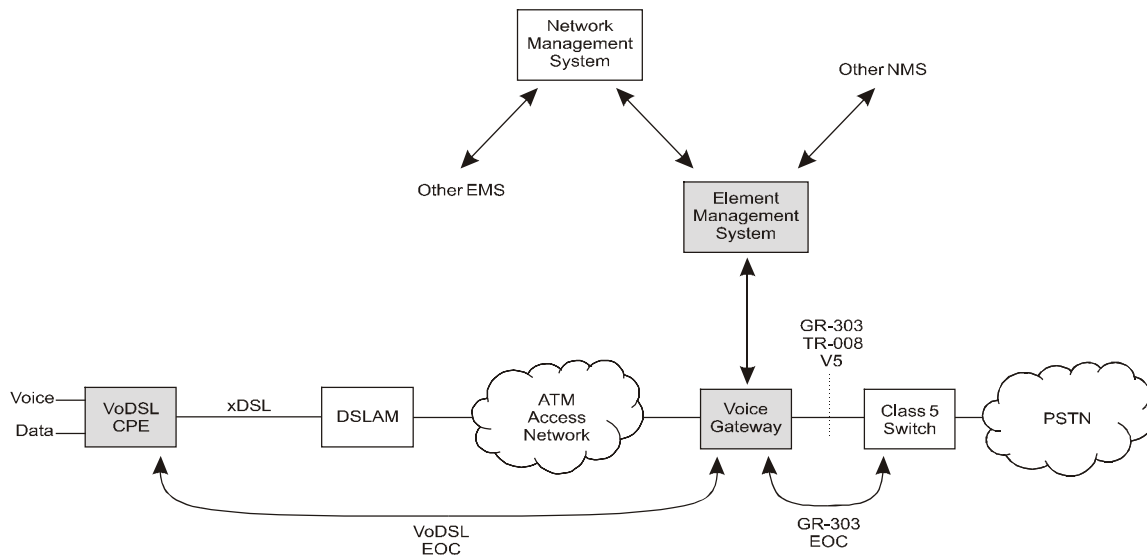 Network
Management
System
Other NMS
Other EMS
Element
Management
System
GR-303
TR-008
V5
Voice
Data
VoDSL
CPE
xDSL
DSLAM
ATM
Access
Network
Voice
Gateway
Class 5
Switch
PSTN
VoDSL
EOC
GR-303
EOC